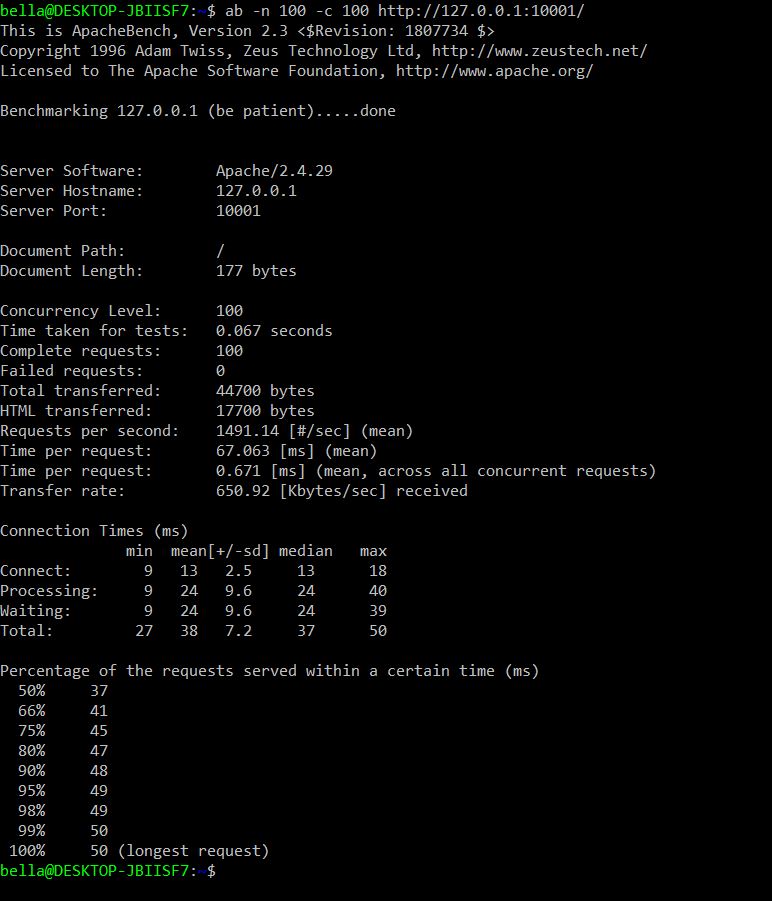 bella@DESKTOP-JBIISF7:~$ ab -n 100 -c 100 http://127.0.0.1:10001/
This is ApacheBench, Version 2.3 <$Revision: 1807734 $>
Copyright 1996 Adam Twiss, Zeus Technology Ltd, http://www.zeustech.net/
Licensed to The Apache Software Foundation, http://www.apache.org/

Benchmarking 127.0.0.1 (be patient).....done


Server Software:        Apache/2.4.29
Server Hostname:        127.0.0.1
Server Port:            10001

Document Path:          /
Document Length:        177 bytes

Concurrency Level:      100
Time taken for tests:   0.067 seconds
Complete requests:      100
Failed requests:        0
Total transferred:      44700 bytes
HTML transferred:       17700 bytes
Requests per second:    1491.14 [#/sec] (mean)
Time per request:       67.063 [ms] (mean)
Time per request:       0.671 [ms] (mean, across all concurrent requests)
Transfer rate:          650.92 [Kbytes/sec] received

Connection Times (ms)
              min  mean[+/-sd] median   max
Connect:        9   13   2.5     13      18
Processing:     9   24   9.6     24      40
Waiting:        9   24   9.6     24      39
Total:         27   38   7.2     37      50

Percentage of the requests served within a certain time (ms)
  50%     37
  66%     41
  75%     45
  80%     47
  90%     48
  95%     49
  98%     49
  99%     50
 100%     50 (longest request)
bella@DESKTOP-JBIISF7:~$